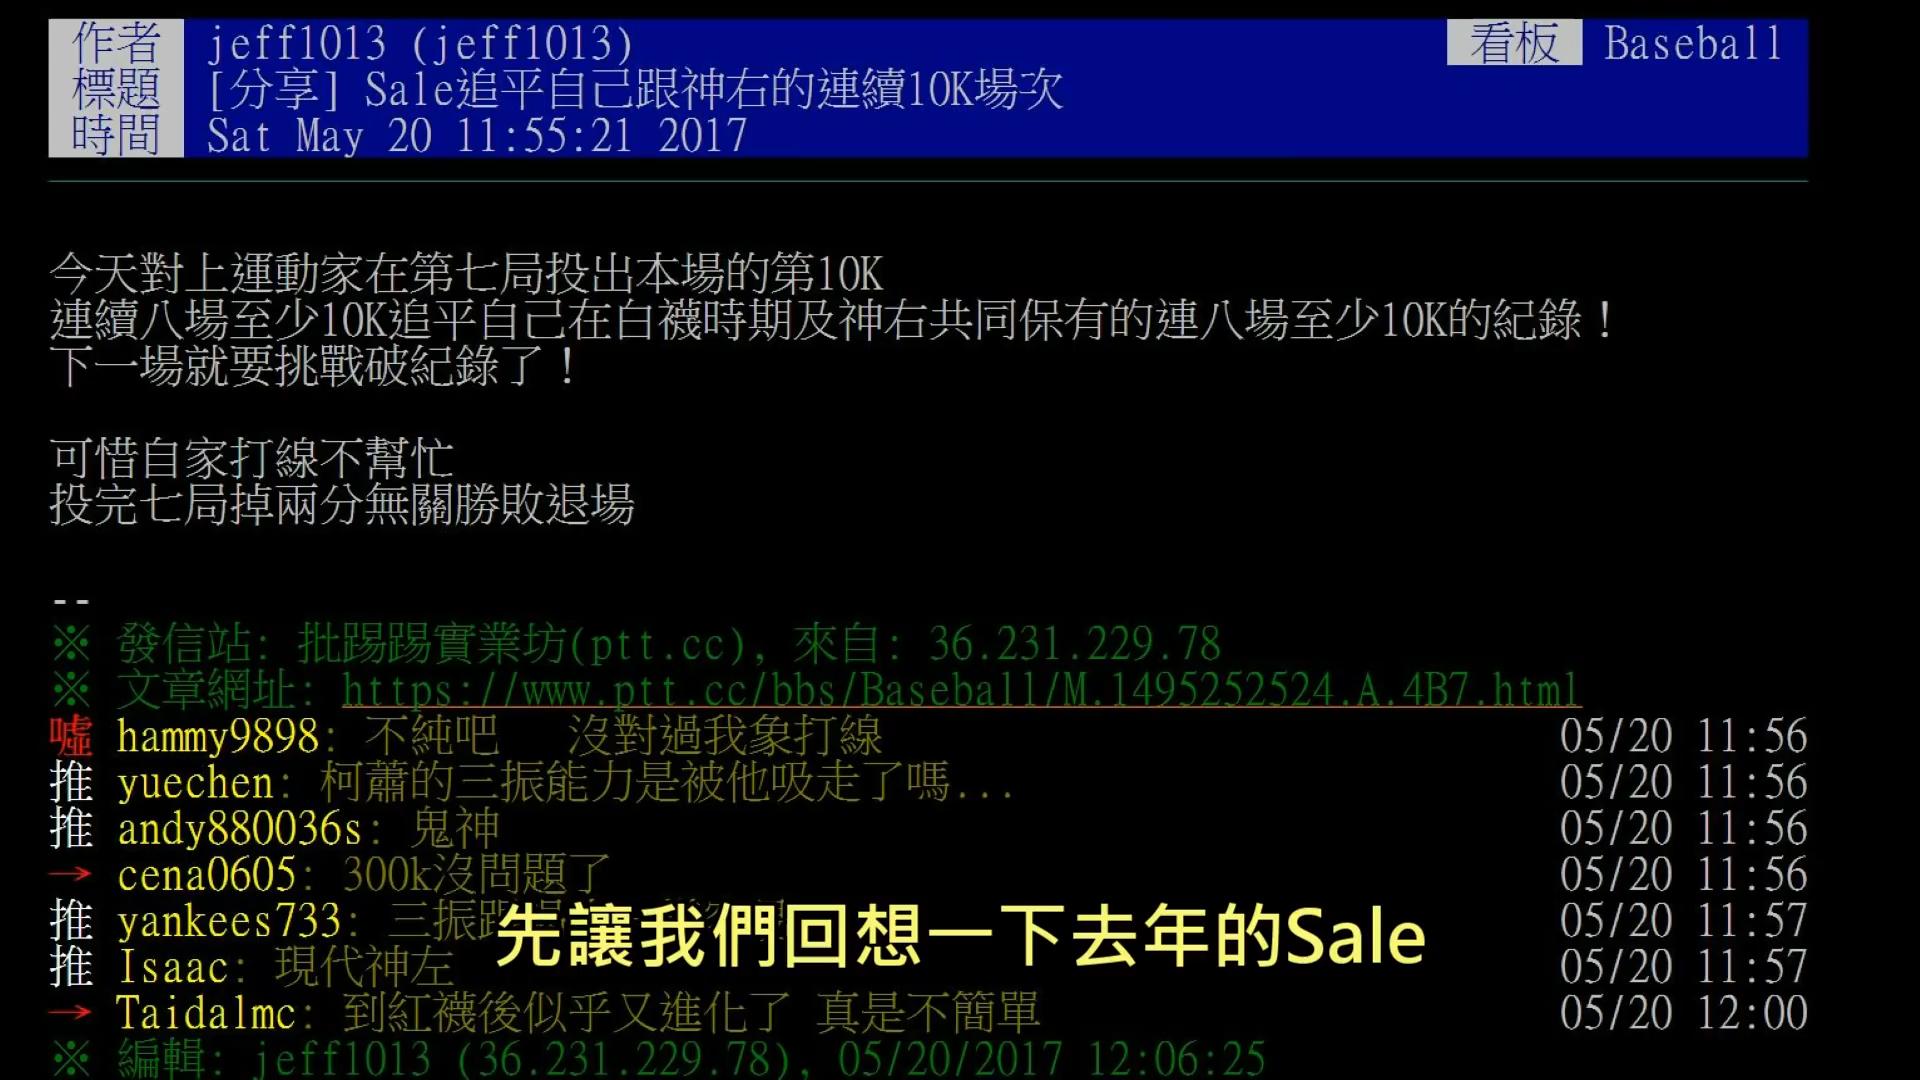 作者 jeff1013 (jeff1013) 看板 Baseball
標題 [分享] Sale追平自己跟神右的連續10K場次
時間 Sat May 20 11:55:21 2017
今天對上運動家在第七局投出本場的第10K
連續八場至少10K追平自己在白襪時期及神右共同保有的連八場至少10K的紀錄！
下一場就要挑戰破紀錄了！
可惜自家打線不幫忙
投完七局掉兩分無關勝敗退場
--
※ 發信站: 批踢踢實業坊(ptt.cc), 來自: 36.231.229.78
※ 文章網址: https://www.ptt.cc/bbs/Baseball/M.1495252524.A.4B7.html
噓 hammy9898: 不純吧 沒對過我象打線 05/20 11:56
推 yuechen: 柯蕭的三振能力是被他吸走了嗎... 05/20 11:56
推 andy880036s: 鬼神 05/20 11:56
→ cena0605: 300k沒問題了 05/20 11:56
推 yankees733: 三振 05/20 11:57
先讓我們回想一下去年的Sale
推 Isaac: 現代神左 05/20 11:57
→ Taidalmc: 到紅襪後似乎又進化了 真是不簡單 05/20 12:00
※ 編輯: jeff1013 (36.231.229.78), 05/20/2017 12:06:25